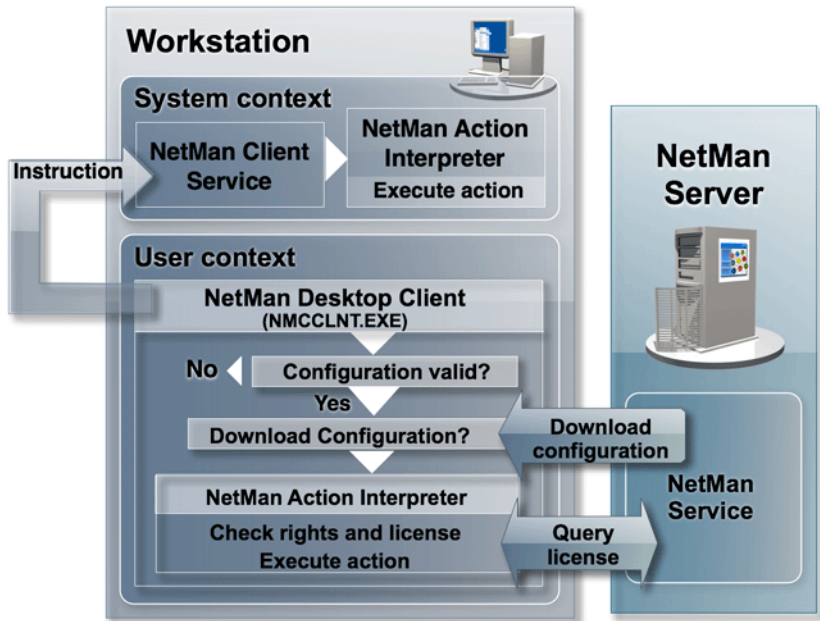 Workstation
System context
NetMan Client
Service
NetMan Action
Interpreter
Execute action
Instruction
User context
NetMan Desktop Client
(NMCCLNT.EXE)
No
Configuration valid?
Yes
Download Configuration?
NetMan Action Interpreter
Check rights and license
Execute action
Download
configuration
Query
license
NetMan
Server
NetMan
Service